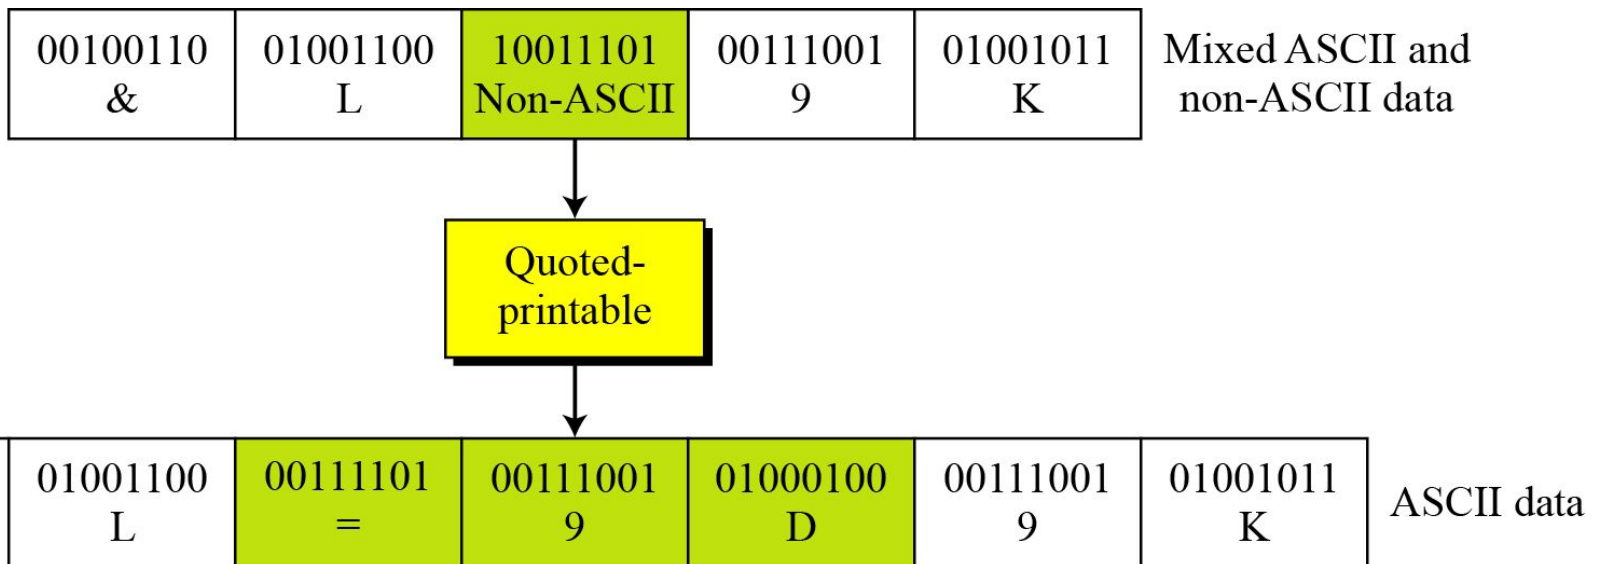 00100110 01001100 10011101 00111001 01001011 Mixed ASCII and
& L Non-ASCII 9 K non-ASCII data
Quoted-
printable
01001100 00111101 00111001 01000100 00111001 01001011 ASCII data
L = 9 D 9 K